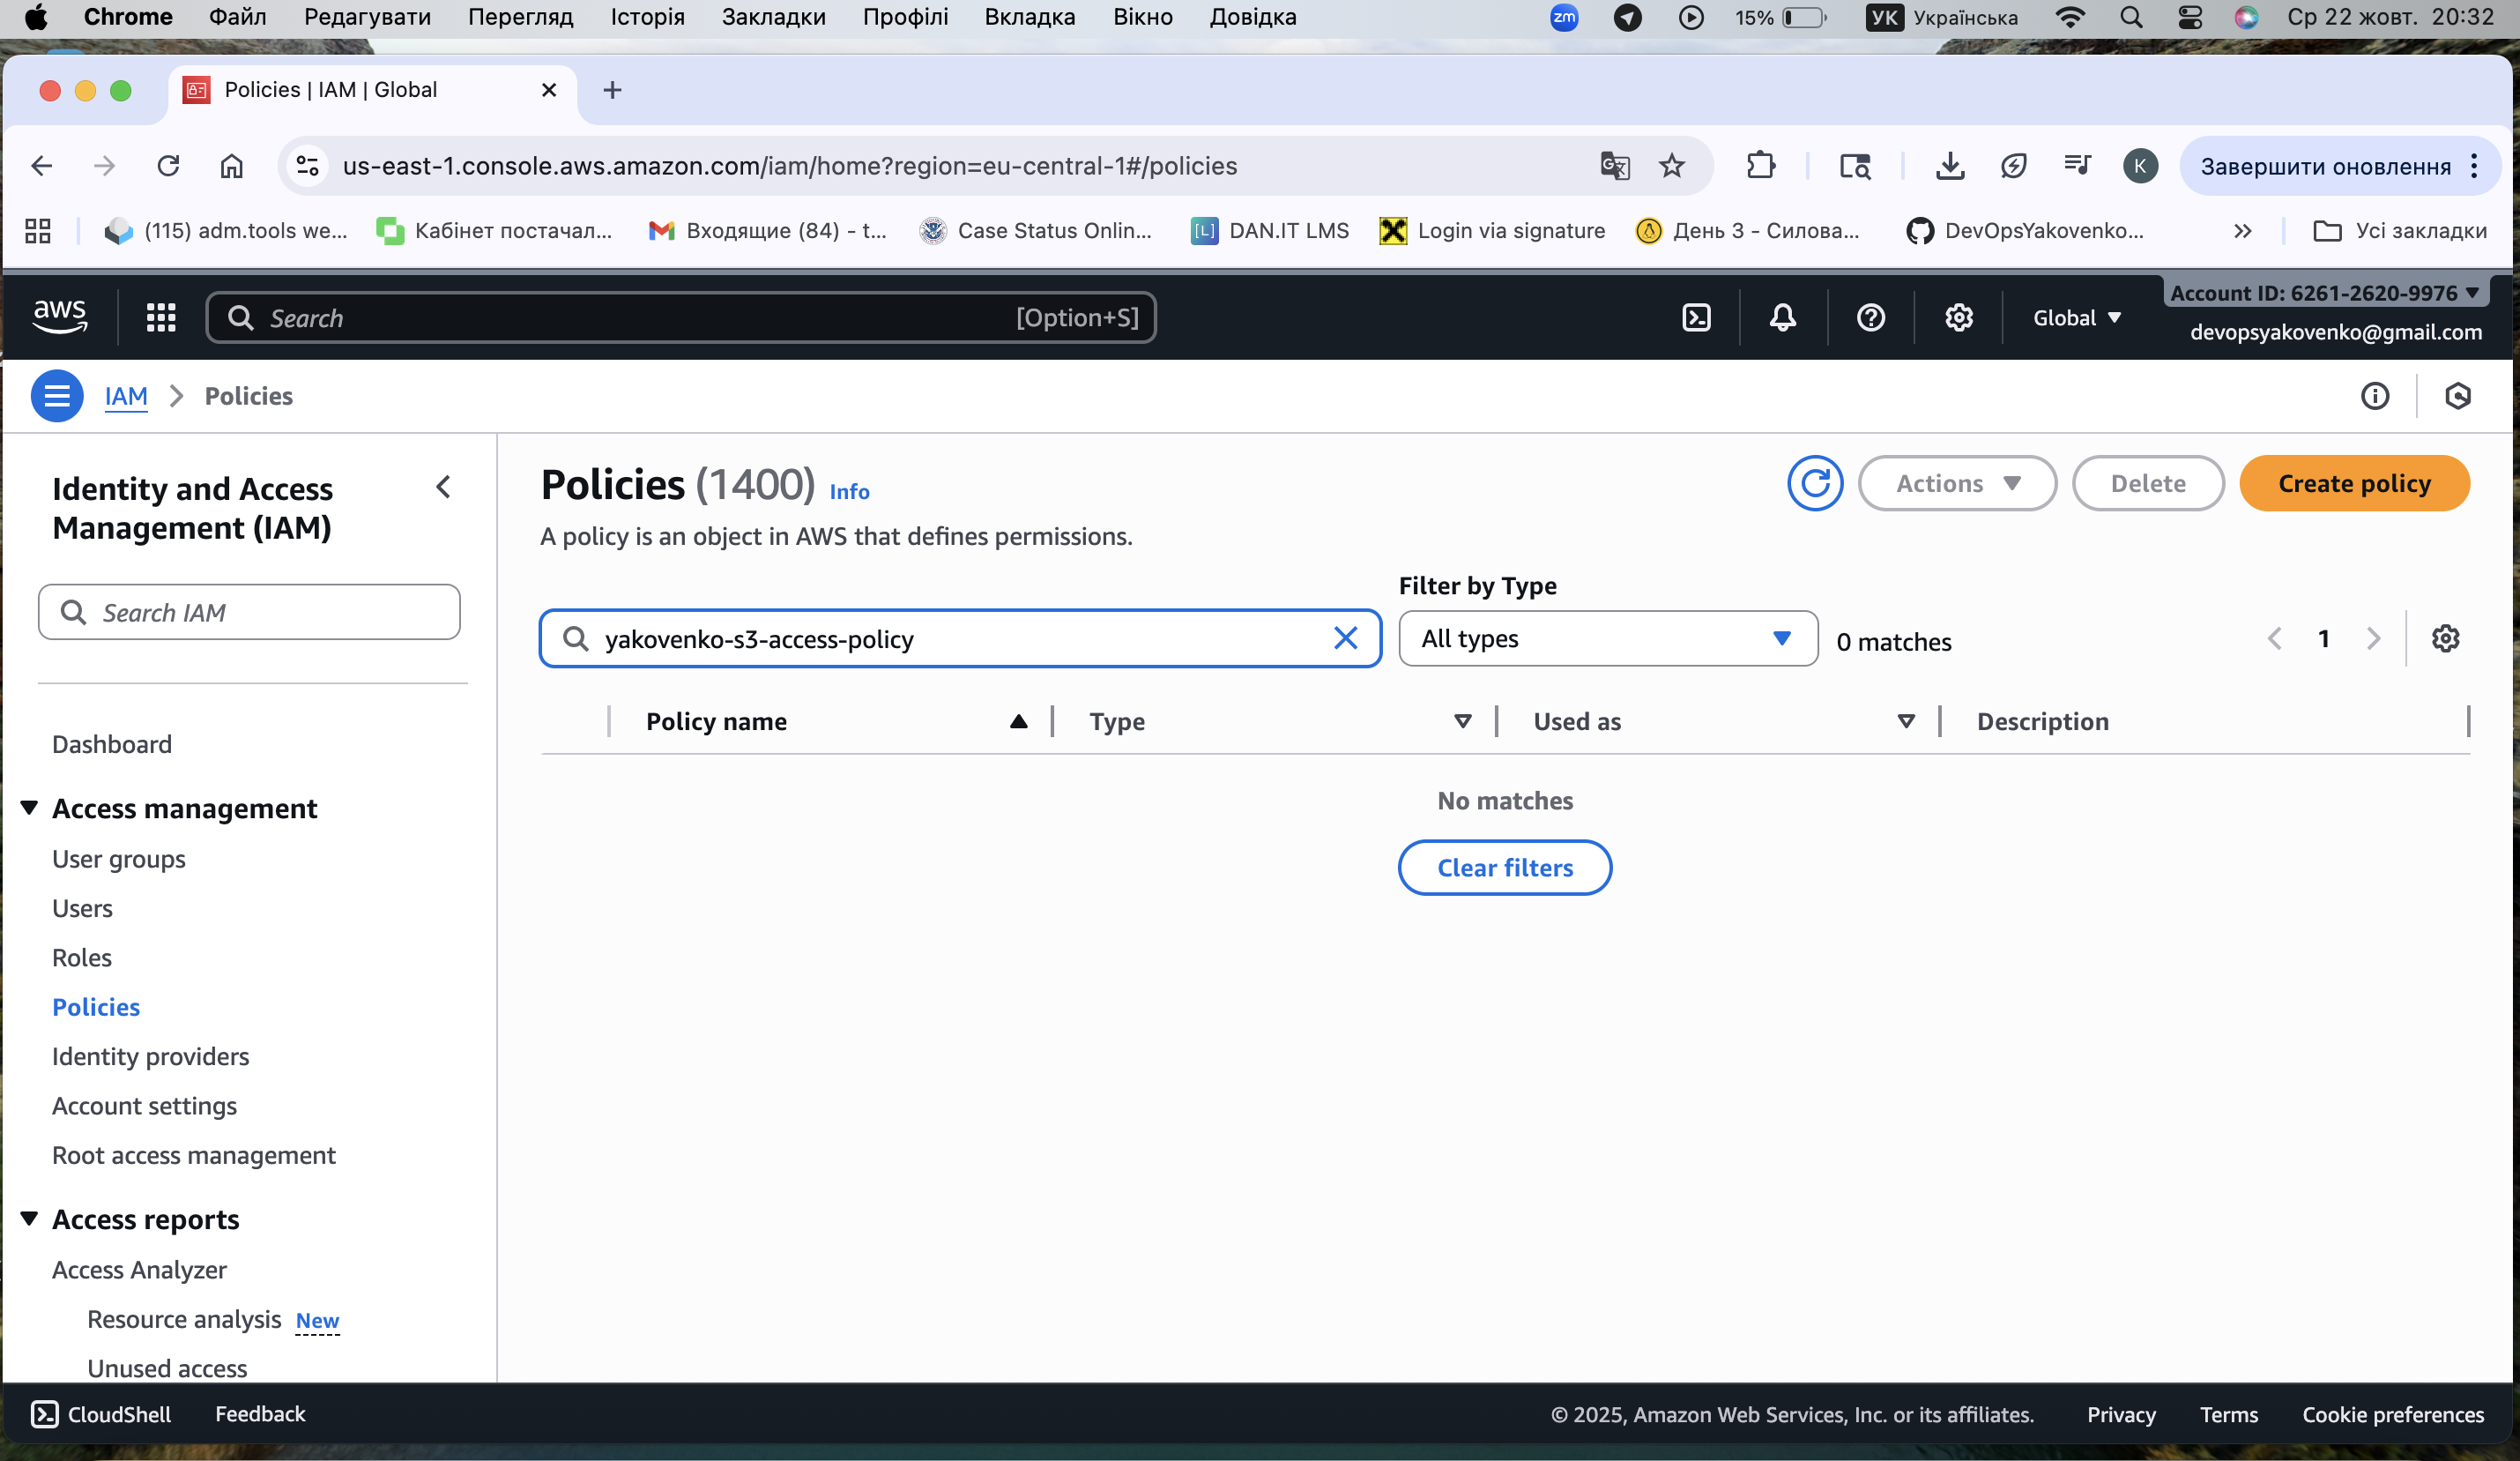 Chrome Файл Редагувати Перегляд Історія Закладки Профілі Вкладка Вікно Довідка zm 15% УК Українська Ср 22 жовт. 20:32
Policies | IAM | Global
us-east-1.console.aws.amazon.com/iam/home?region=eu-central-1#/policies K Завершити оновлення
(115) adm.tools we... Кабінет постачал... Входящие (84) - t... Case Status Onlin... [L] DAN.IT LMS Login via signature День 3 - Силова... DevOpsYakovenko... Усі закладки
aws Search [Option+S] Global Account ID: 6261-2620-9976
devopsyakovenko@gmail.com
IAM Policies
Identity and Access
Management (IAM)
Search IAM
Dashboard
Access management
User groups
Users
Roles
Policies
Identity providers
Account settings
Root access management
Access reports
Access Analyzer
Resource analysis New
Unused access
Policies (1400) Info
Actions Delete Create policy
A policy is an object in AWS that defines permissions.
Filter by Type
yakovenko-s3-access-policy All types 0 matches 1
Policy name Type Used as Description
No matches
Clear filters
CloudShell Feedback © 2025, Amazon Web Services, Inc. or its affiliates. Privacy Terms Cookie preferences